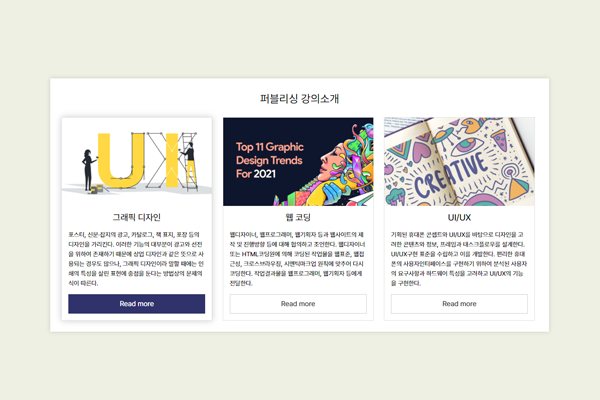 퍼블리싱 강의소개
UX
Top 11 Graphic
Design Trends
For 2021
CREATIVE
그래픽 디자인
포스터, 신문·잡지의 광고, 카탈로그, 책 표지, 포장 등의
디자인을 가리킨다. 이러한 기능의 대부분이 광고와 선전
을 위하여 존재하기 때문에 상업 디자인과 같은 뜻으로 사
용되는 경우도 많으나, 그래픽 디자인이라 말할 때에는 인
쇄의 특성을 살린 표현에 중점을 둔다는 방법상의 문제의
식이 따른다.
Read more
웹 코딩
웹디자이너, 웹프로그래머, 웹기획자 등과 웹사이트의 제
작 및 진행방향 등에 대해 협의하고 조언한다. 웹디자이너
또는 HTML코딩원에 의해 코딩된 작업물을 웹표준, 웹접
근성, 크로스브라우징, 시멘틱마크업 원칙에 맞추어 다시
코딩한다. 작업결과물을 웹프로그래머, 웹기획자 등에게
전달한다.
Read more
UI/UX
기획된 휴대폰 콘셉트와 UI/UX를 바탕으로 디자인을 고
려한 콘텐츠와 정보, 프레임과 태스크플로우를 설계한다.
UI/UX구현 표준을 수립하고 이를 개발한다. 편리한 휴대
폰의 사용자인터페이스를 구현하기 위하여 분석된 사용자
의 요구사항과 하드웨어 특성을 고려하고 UI/UX의 기능
을 구현한다.
Read more